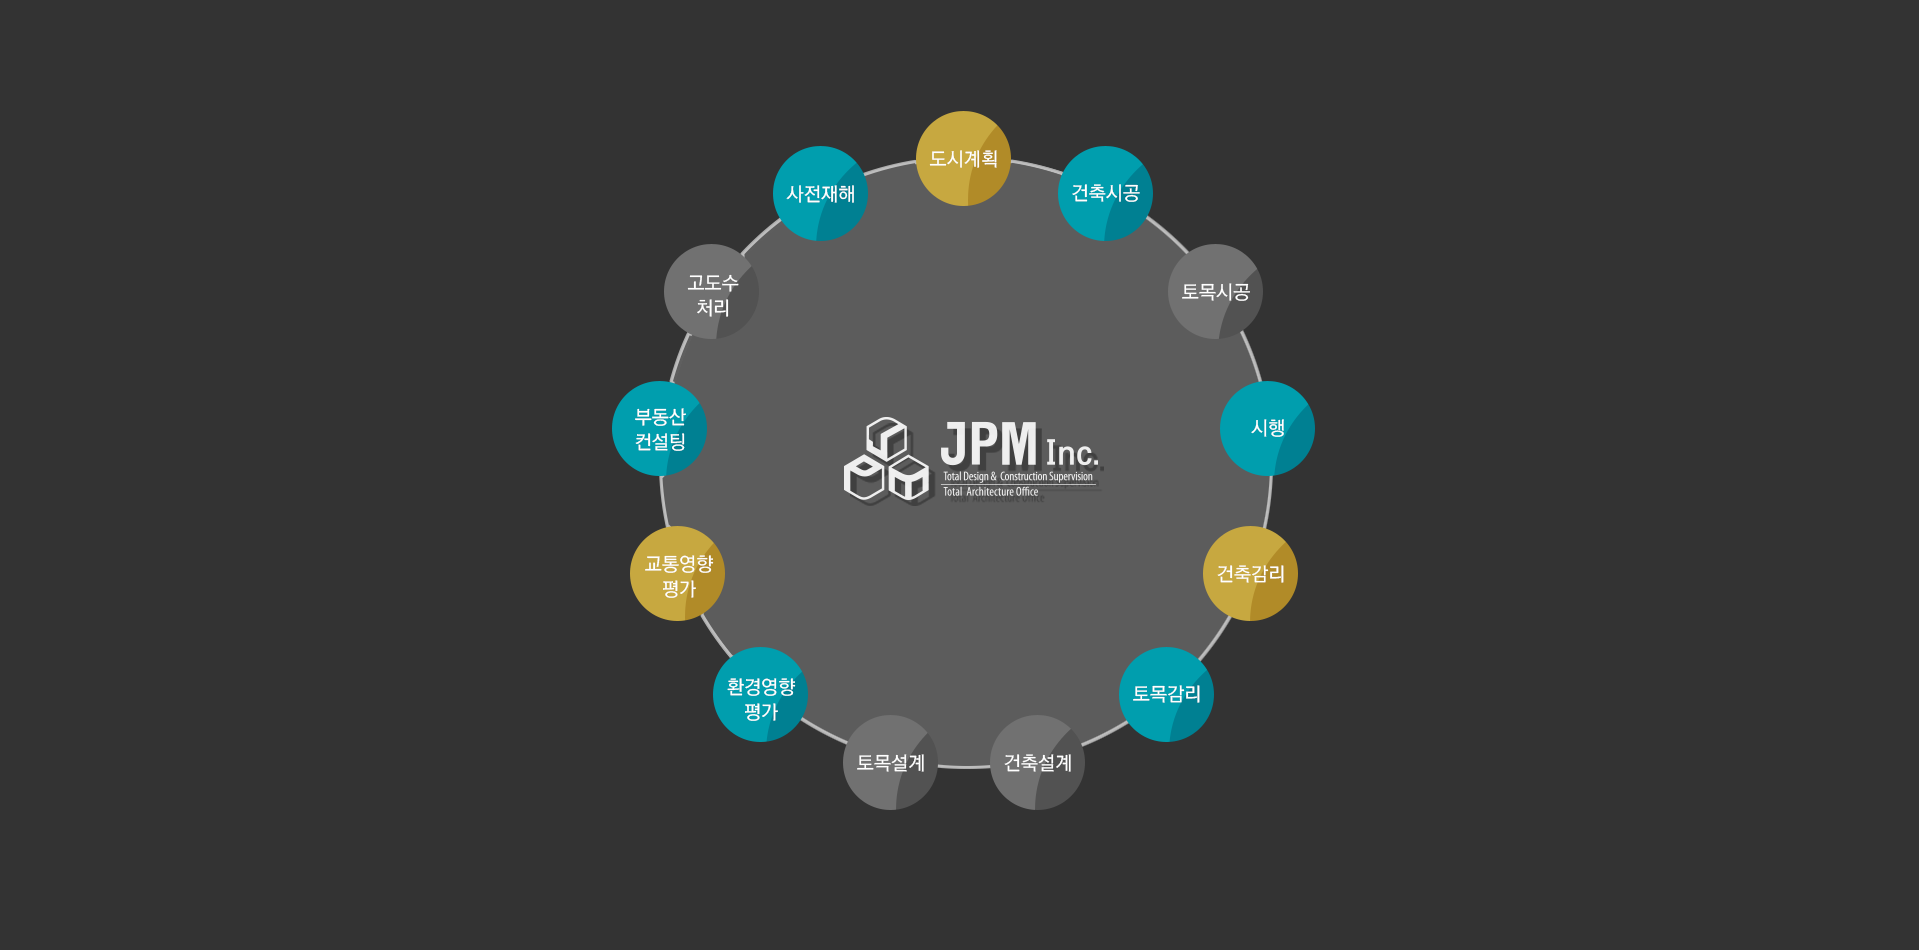 도시계획
건축시공
토목시공
시행
건축감리
토목감리
건축설계
토목설계
환경영향
평가
교통영향
평가
부동산
컨설팅
고도수
처리
사전재해
JPM Inc.
Total Design & Construction Supervision
Total Architecture Office